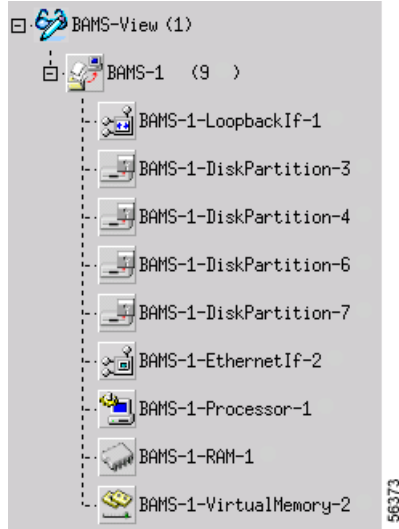 BAMS-View (1)
BAMS-1 (9 )
BAMS-1-LoopbackIf-1
BAMS-1-DiskPartition-3
BAMS-1-DiskPartition-4
BAMS-1-DiskPartition-6
BAMS-1-DiskPartition-7
BAMS-1-EthernetIf-2
BAMS-1-Processor-1
BAMS-1-RAM-1
BAMS-1-VirtualMemory-2
56373